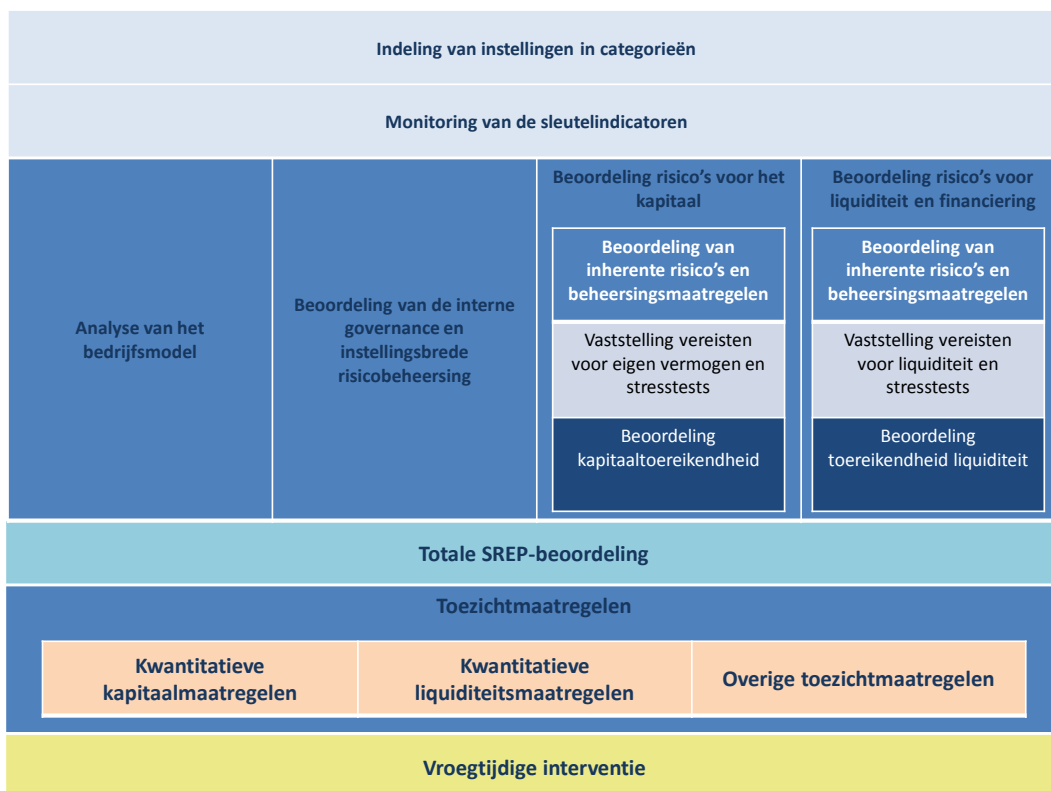 Indeling van instellingen in categorieën
Monitoring van de sleutelindicatoren
Analyse van het
bedrijfsmodel
Beoordeling van de interne
governance en
instellingsbrede
risicobeheersing
Beoordeling risico's voor het
kapitaal
Beoordeling van
inherente risico's en
beheersingsmaatregelen
Vaststelling vereisten
voor eigen vermogen en
stresstests
Beoordeling
kapitaaltoereikendheid
Beoordeling risico's voor
liquiditeit en financiering
Beoordeling van
inherente risico's en
beheersingsmaatregelen
Vaststelling vereisten
voor liquiditeit en
stresstests
Beoordeling
toereikendheid liquiditeit
Totale SREP-beoordeling
Toezichtmaatregelen
Kwantitatieve
kapitaalmaatregelen
Kwantitatieve
liquiditeitsmaatregelen
Overige toezichtmaatregelen
Vroegtijdige interventie